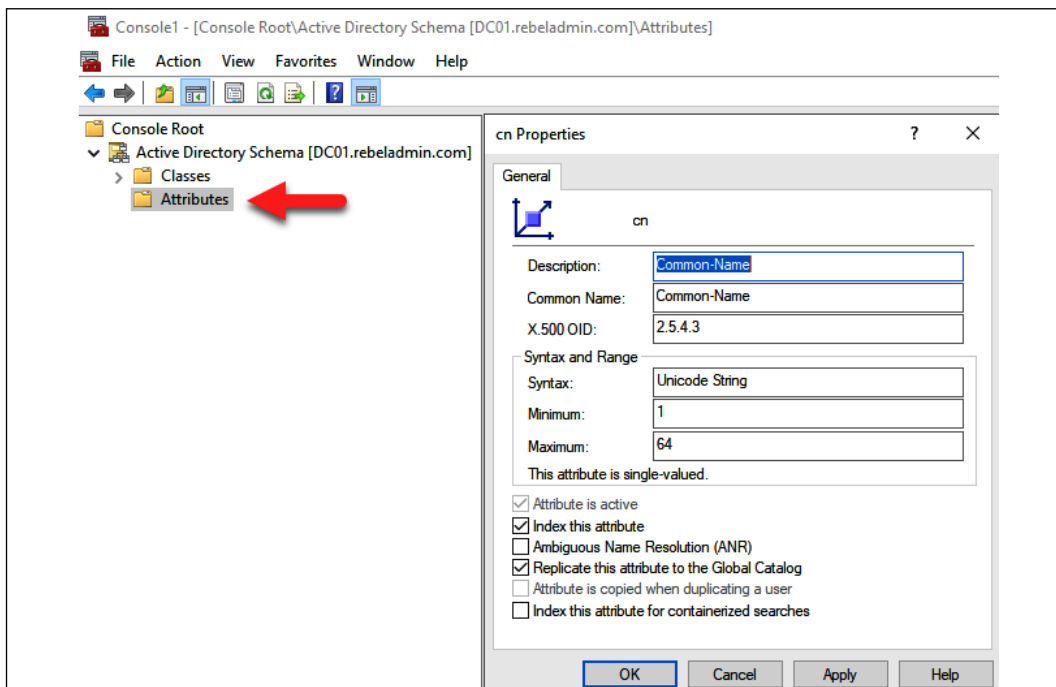 Console1 - [Console Root\Active Directory Schema [DC01.rebeladmin.com]\Attributes]
File Action View Favorites Window Help
Console Root
Active Directory Schema [DC01.rebeladmin.com]
Classes
Attributes
cn Properties
General
cn
Description: Common-Name
Common Name: Common-Name
X.500 OID: 2.5.4.3
Syntax and Range
Syntax: Unicode String
Minimum: 1
Maximum: 64
This attribute is single-valued.
Attribute is active
Index this attribute
Ambiguous Name Resolution (ANR)
Replicate this attribute to the Global Catalog
Attribute is copied when duplicating a user
Index this attribute for containerized searches
OK Cancel Apply Help